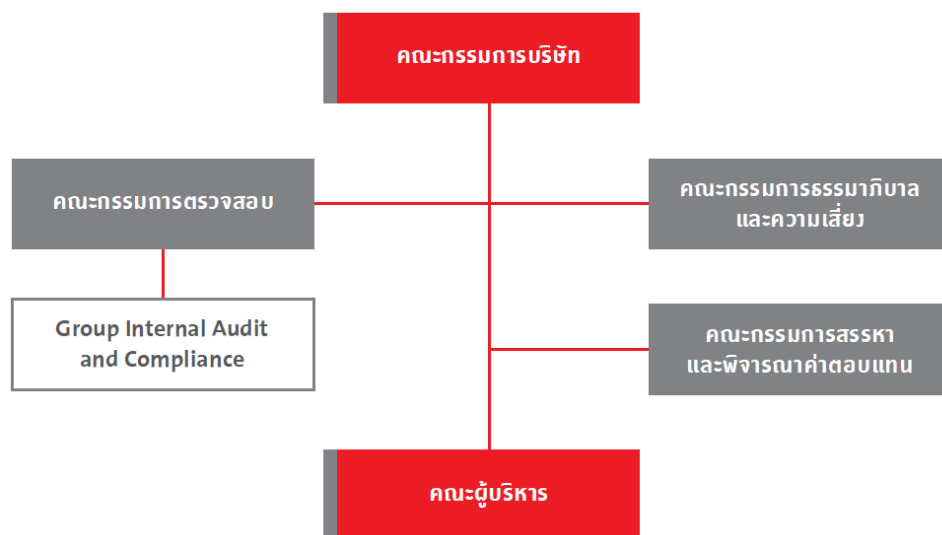 คณะกรรมการบริษัท
คณะกรรมการตรวจสอบ
คณะกรรมการธรรมาภิบาล
และความเสี่ยง
Group Internal Audit
and Compliance
คณะกรรมการสรรหา
และพิจารณาค่าตอบแทน
คณะผู้บริหาร